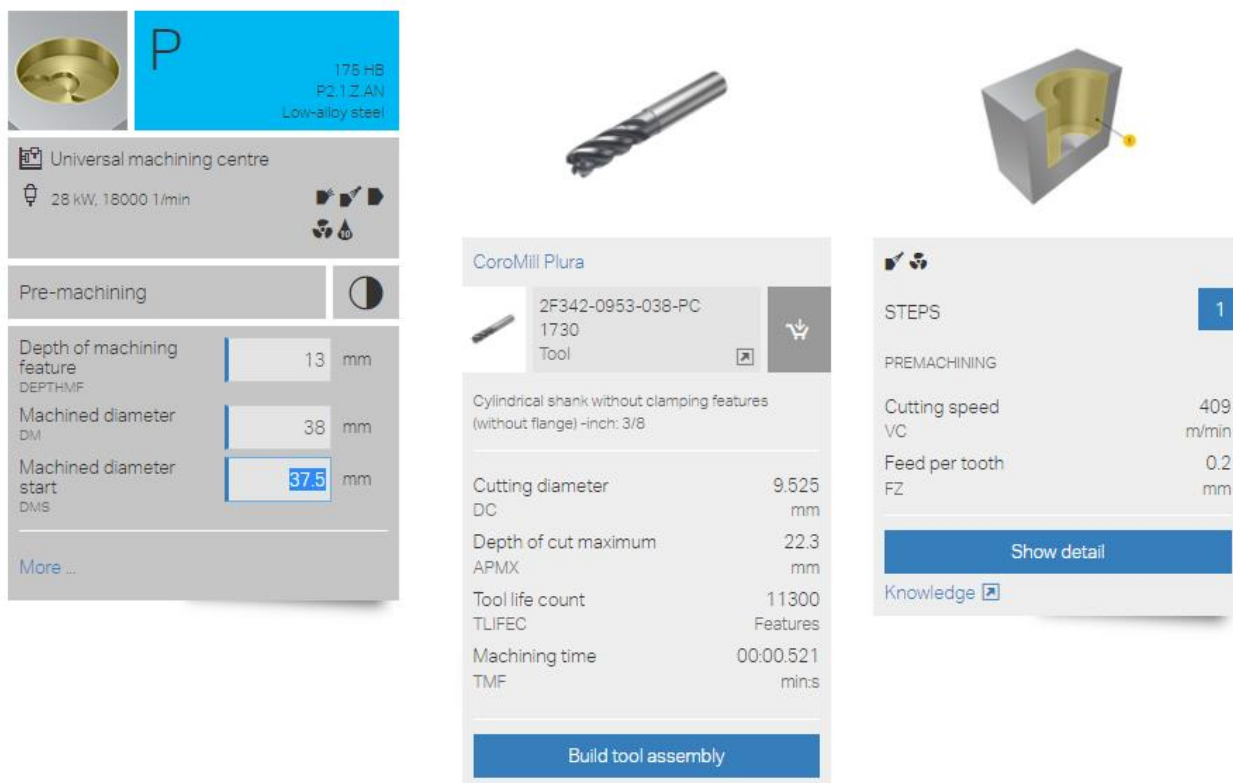 P
175 HB
P2.1.Z.AN
Low-alloy steel
Universal machining centre
28 kW, 18000 1/min
10
Pre-machining
Depth of machining
feature
DEPTHMF
13 mm
Machined diameter
DM
38 mm
Machined diameter
start
DMS
37.5 mm
More ...
CoroMill Plura
2F342-0953-038-PC
1730
Tool
Cylindrical shank without clamping features
(without flange) -inch: 3/8
Cutting diameter 9.525
DC mm
Depth of cut maximum 22.3
APMX mm
Tool life count 11300
TLIFEC Features
Machining time 00:00.521
TMF min:s
Build tool assembly
1
STEPS 1
PREMACHINING
Cutting speed 409
VC m/min
Feed per tooth 0.2
FZ mm
Show detail
Knowledge